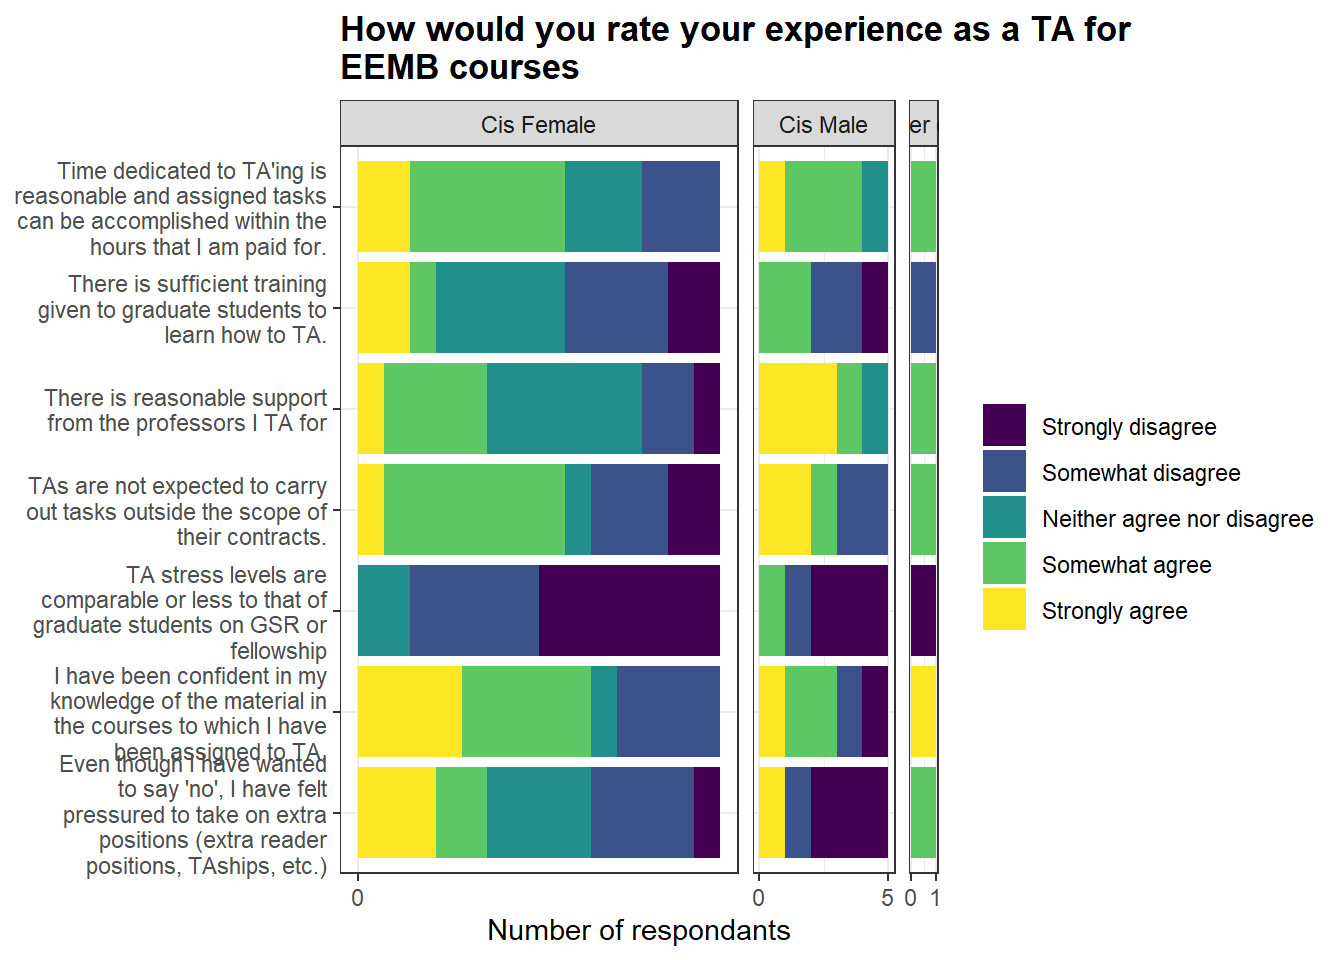 How would you rate your experience as a TA for
EEMB courses
Cis Female
Cis Male
er
Time dedicated to TA'ing is
reasonable and assigned tasks
can be accomplished within the
hours that I am paid for.
There is sufficient training
given to graduate students to
learn how to TA.
There is reasonable support
from the professors I TA for
TAs are not expected to carry
out tasks outside the scope of
their contracts.
TA stress levels are
comparable or less to that of
graduate students on GSR or
fellowship
I have been confident in my
knowledge of the material in
the courses to which I have
been assigned to TA.
Even though I have wanted
to say 'no', I have felt
pressured to take on extra
positions (extra reader
positions, TAships, etc.)
0
0 5
0 1
Number of respondants
Strongly disagree
Somewhat disagree
Neither agree nor disagree
Somewhat agree
Strongly agree